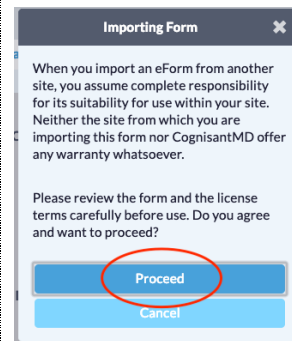 Importing Form
When you import an eForm from another
site, you assume complete responsibility
for its suitability for use within your site.
Neither the site from which you are
importing this form nor CognisantMD offer
any warranty whatsoever.
Please review the form and the license
terms carefully before use. Do you agree
and want to proceed?
Proceed
Cancel